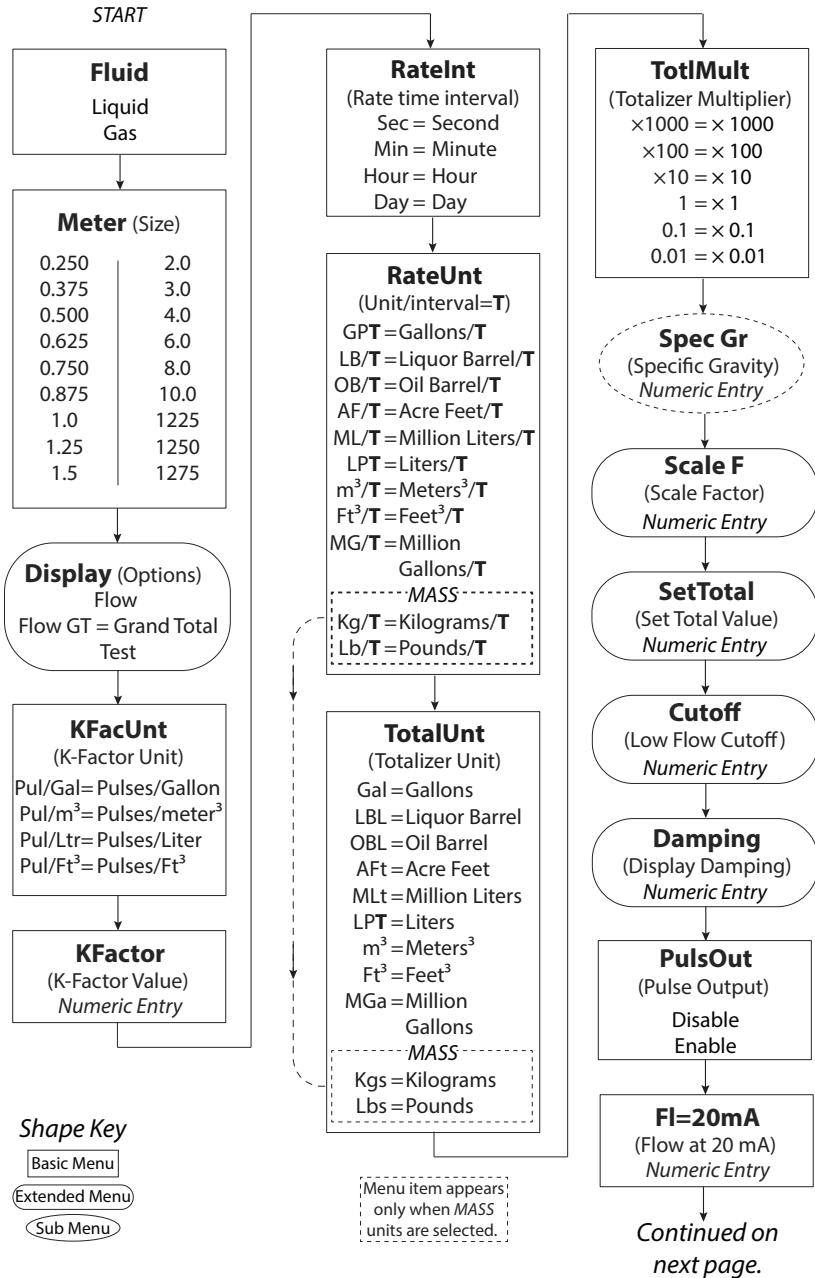 START
Fluid
Liquid
Gas
Meter (Size)
0.250 2.0
0.375 3.0
0.500 4.0
0.625 6.0
0.750 8.0
0.875 10.0
1.0 1225
1.25 1250
1.5 1275
Display (Options)
Flow
Flow GT = Grand Total
Test
KFacUnt
(K-Factor Unit)
Pul/Gal= Pulses/Gallon
Pul/m³= Pulses/meter³
Pul/Ltr= Pulses/Liter
Pul/Ft³= Pulses/Ft³
KFactor
(K-Factor Value)
Numeric Entry
Shape Key
Basic Menu
Extended Menu
Sub Menu
RateInt
(Rate time interval)
Sec = Second
Min = Minute
Hour = Hour
Day = Day
RateUnt
(Unit/interval=T)
GPT = Gallons/T
LB/T = Liquor Barrel/T
OB/T = Oil Barrel/T
AF/T = Acre Feet/T
ML/T = Million Liters/T
LPT = Liters/T
m³/T = Meters³/T
Ft³/T = Feet³/T
MG/T = Million
Gallons/T
MASS
Kg/T = Kilograms/T
Lb/T = Pounds/T
TotalUnt
(Totalizer Unit)
Gal = Gallons
LBL = Liquor Barrel
OBL = Oil Barrel
AFt = Acre Feet
MLt = Million Liters
LPT = Liters
m³ = Meters³
Ft³ = Feet³
MGa = Million
Gallons
MASS
Kgs = Kilograms
Lbs = Pounds
Menu item appears
only when MASS
units are selected.
TotlMult
(Totalizer Multiplier)
×1000 = × 1000
×100 = × 100
×10 = × 10
1 = × 1
0.1 = × 0.1
0.01 = × 0.01
Spec Gr
(Specific Gravity)
Numeric Entry
Scale F
(Scale Factor)
Numeric Entry
SetTotal
(Set Total Value)
Numeric Entry
Cutoff
(Low Flow Cutoff)
Numeric Entry
Damping
(Display Damping)
Numeric Entry
PulsOut
(Pulse Output)
Disable
Enable
Fl=20mA
(Flow at 20 mA)
Numeric Entry
Continued on
next page.